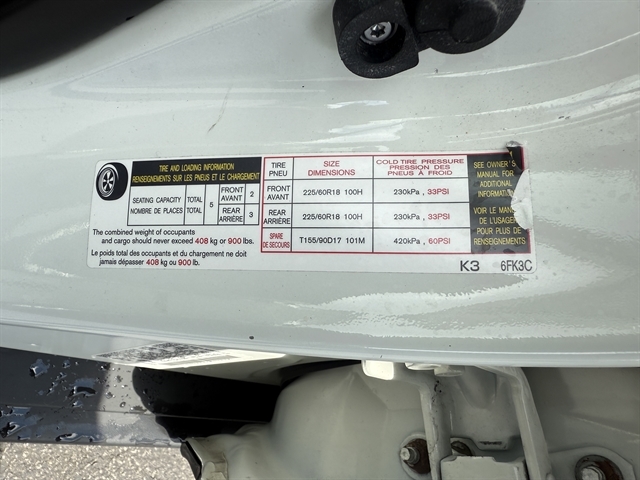 TIRE AND LOADING INFORMATION
RENSEIGNEMENTS SUR LES PNEUS ET LE CHARGEMENT
SEATING CAPACITY TOTAL 5 FRONT AVANT 2
NOMBRE DE PLACES TOTAL REAR ARRIÈRE 3
The combined weight of occupants
and cargo should never exceed 408 kg or 900 lbs.
Le poids total des occupants et du chargement ne doit
jamais dépasser 408 kg ou 900 lb.
TIRE PNEU SIZE DIMENSIONS COLD TIRE PRESSURE PRESSION DES PNEUS À FROID
FRONT AVANT 225/60R18 100H 230kPa , 33PSI
REAR ARRIÈRE 225/60R18 100H 230kPa , 33PSI
SPARE DE SECOURS T155/90D17 101M 420kPa , 60PSI
SEE OWNER'S
MANUAL FOR
ADDITIONAL
INFORMATION
VOIR LE
DE L'USAGER
POUR PLUS DE
RENSEIGNEMENTS
K3 6FK3C